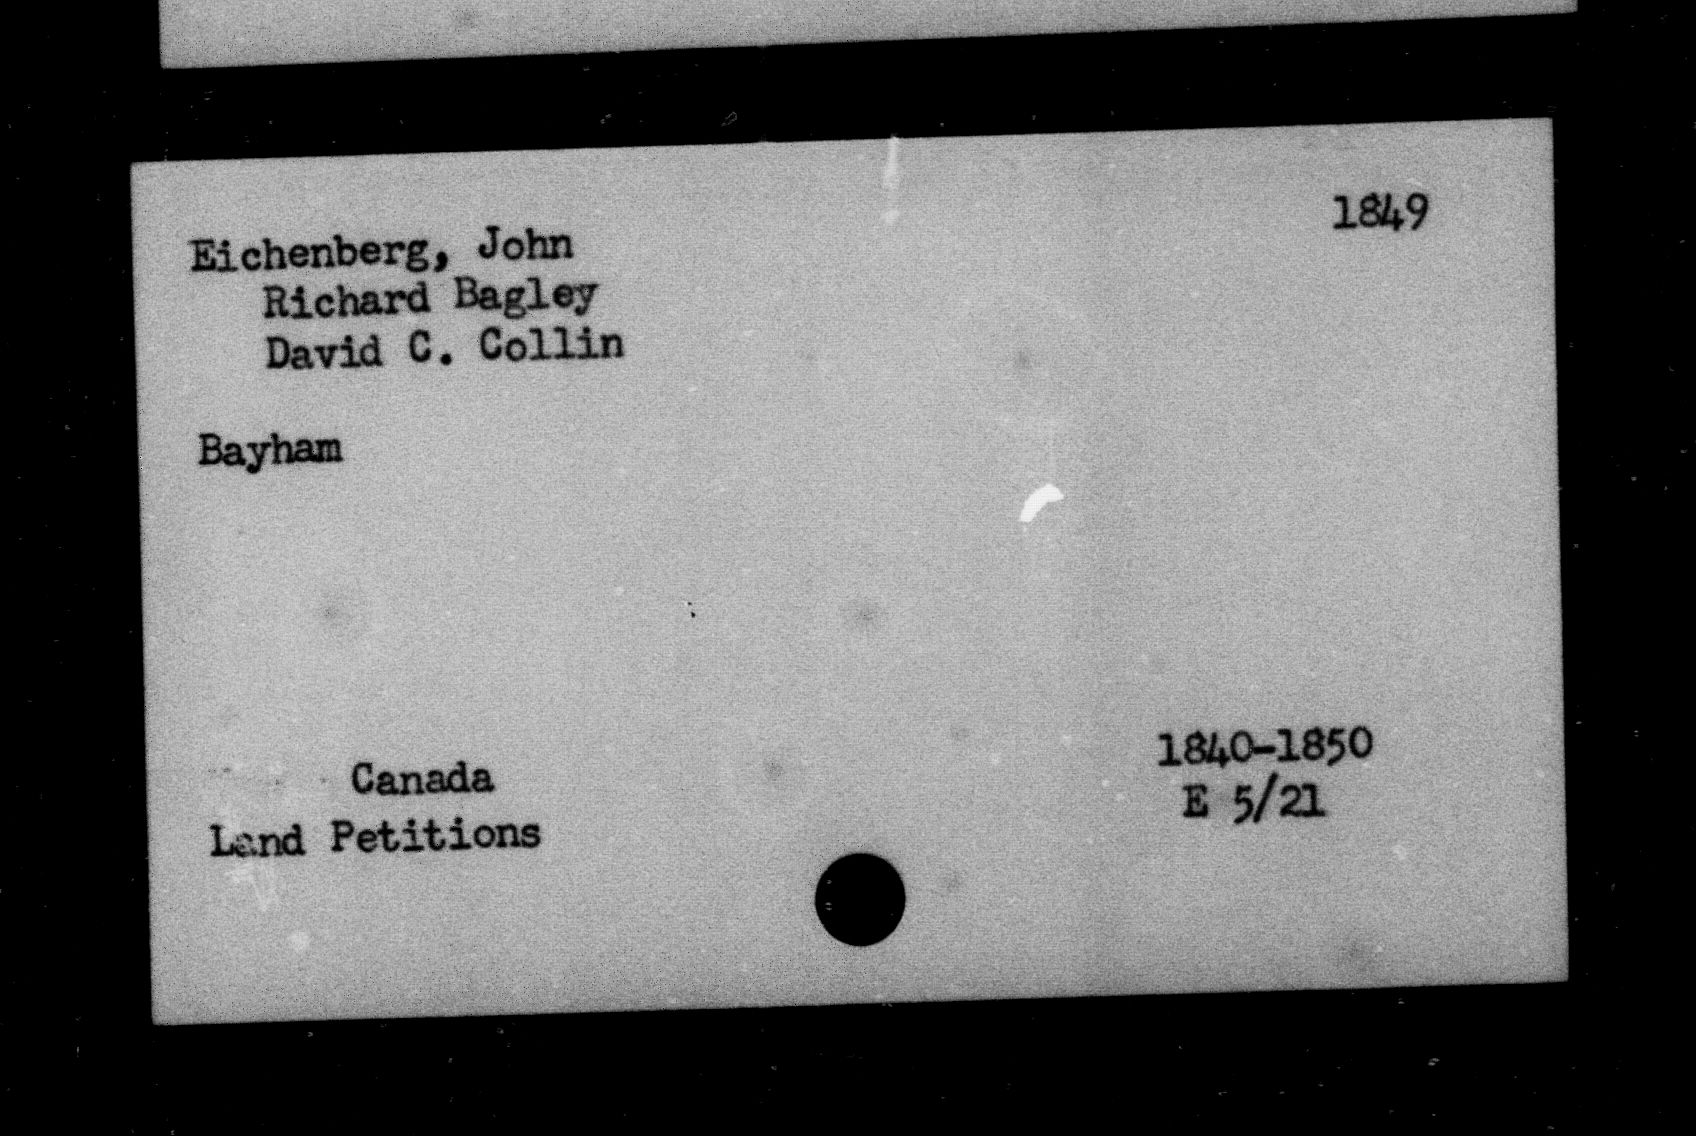 1849
Eichenberg, John
Richard Bagley
David C. Collin
Bayham
Canada
Land Petitions
1840-1850
E 5/21